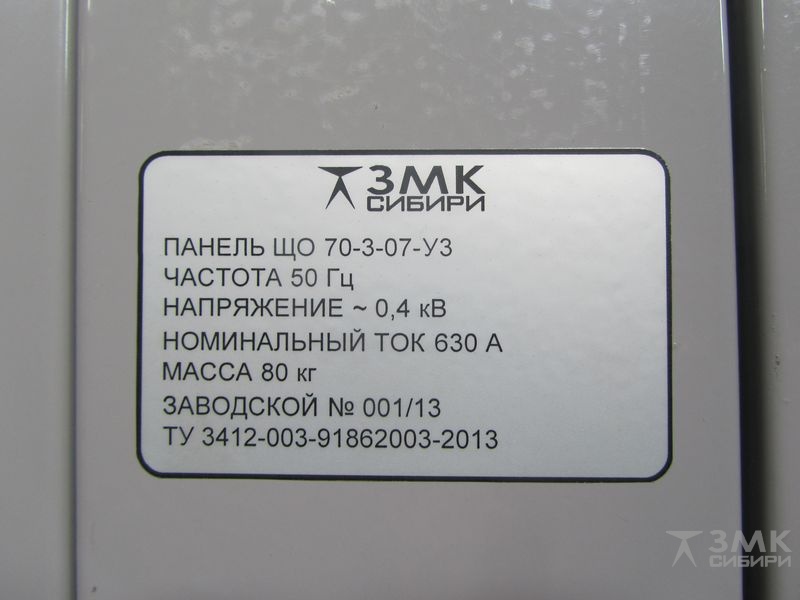 ЗМК
СИБИРИ
ПАНЕЛЬ ЩО 70-3-07-У3
ЧАСТОТА 50 Гц
НАПРЯЖЕНИЕ ~ 0,4 кВ
НОМИНАЛЬНЫЙ ТОК 630 А
МАССА 80 кг
ЗАВОДСКОЙ № 001/13
ТУ 3412-003-91862003-2013
ЗМК
СИБИРИ